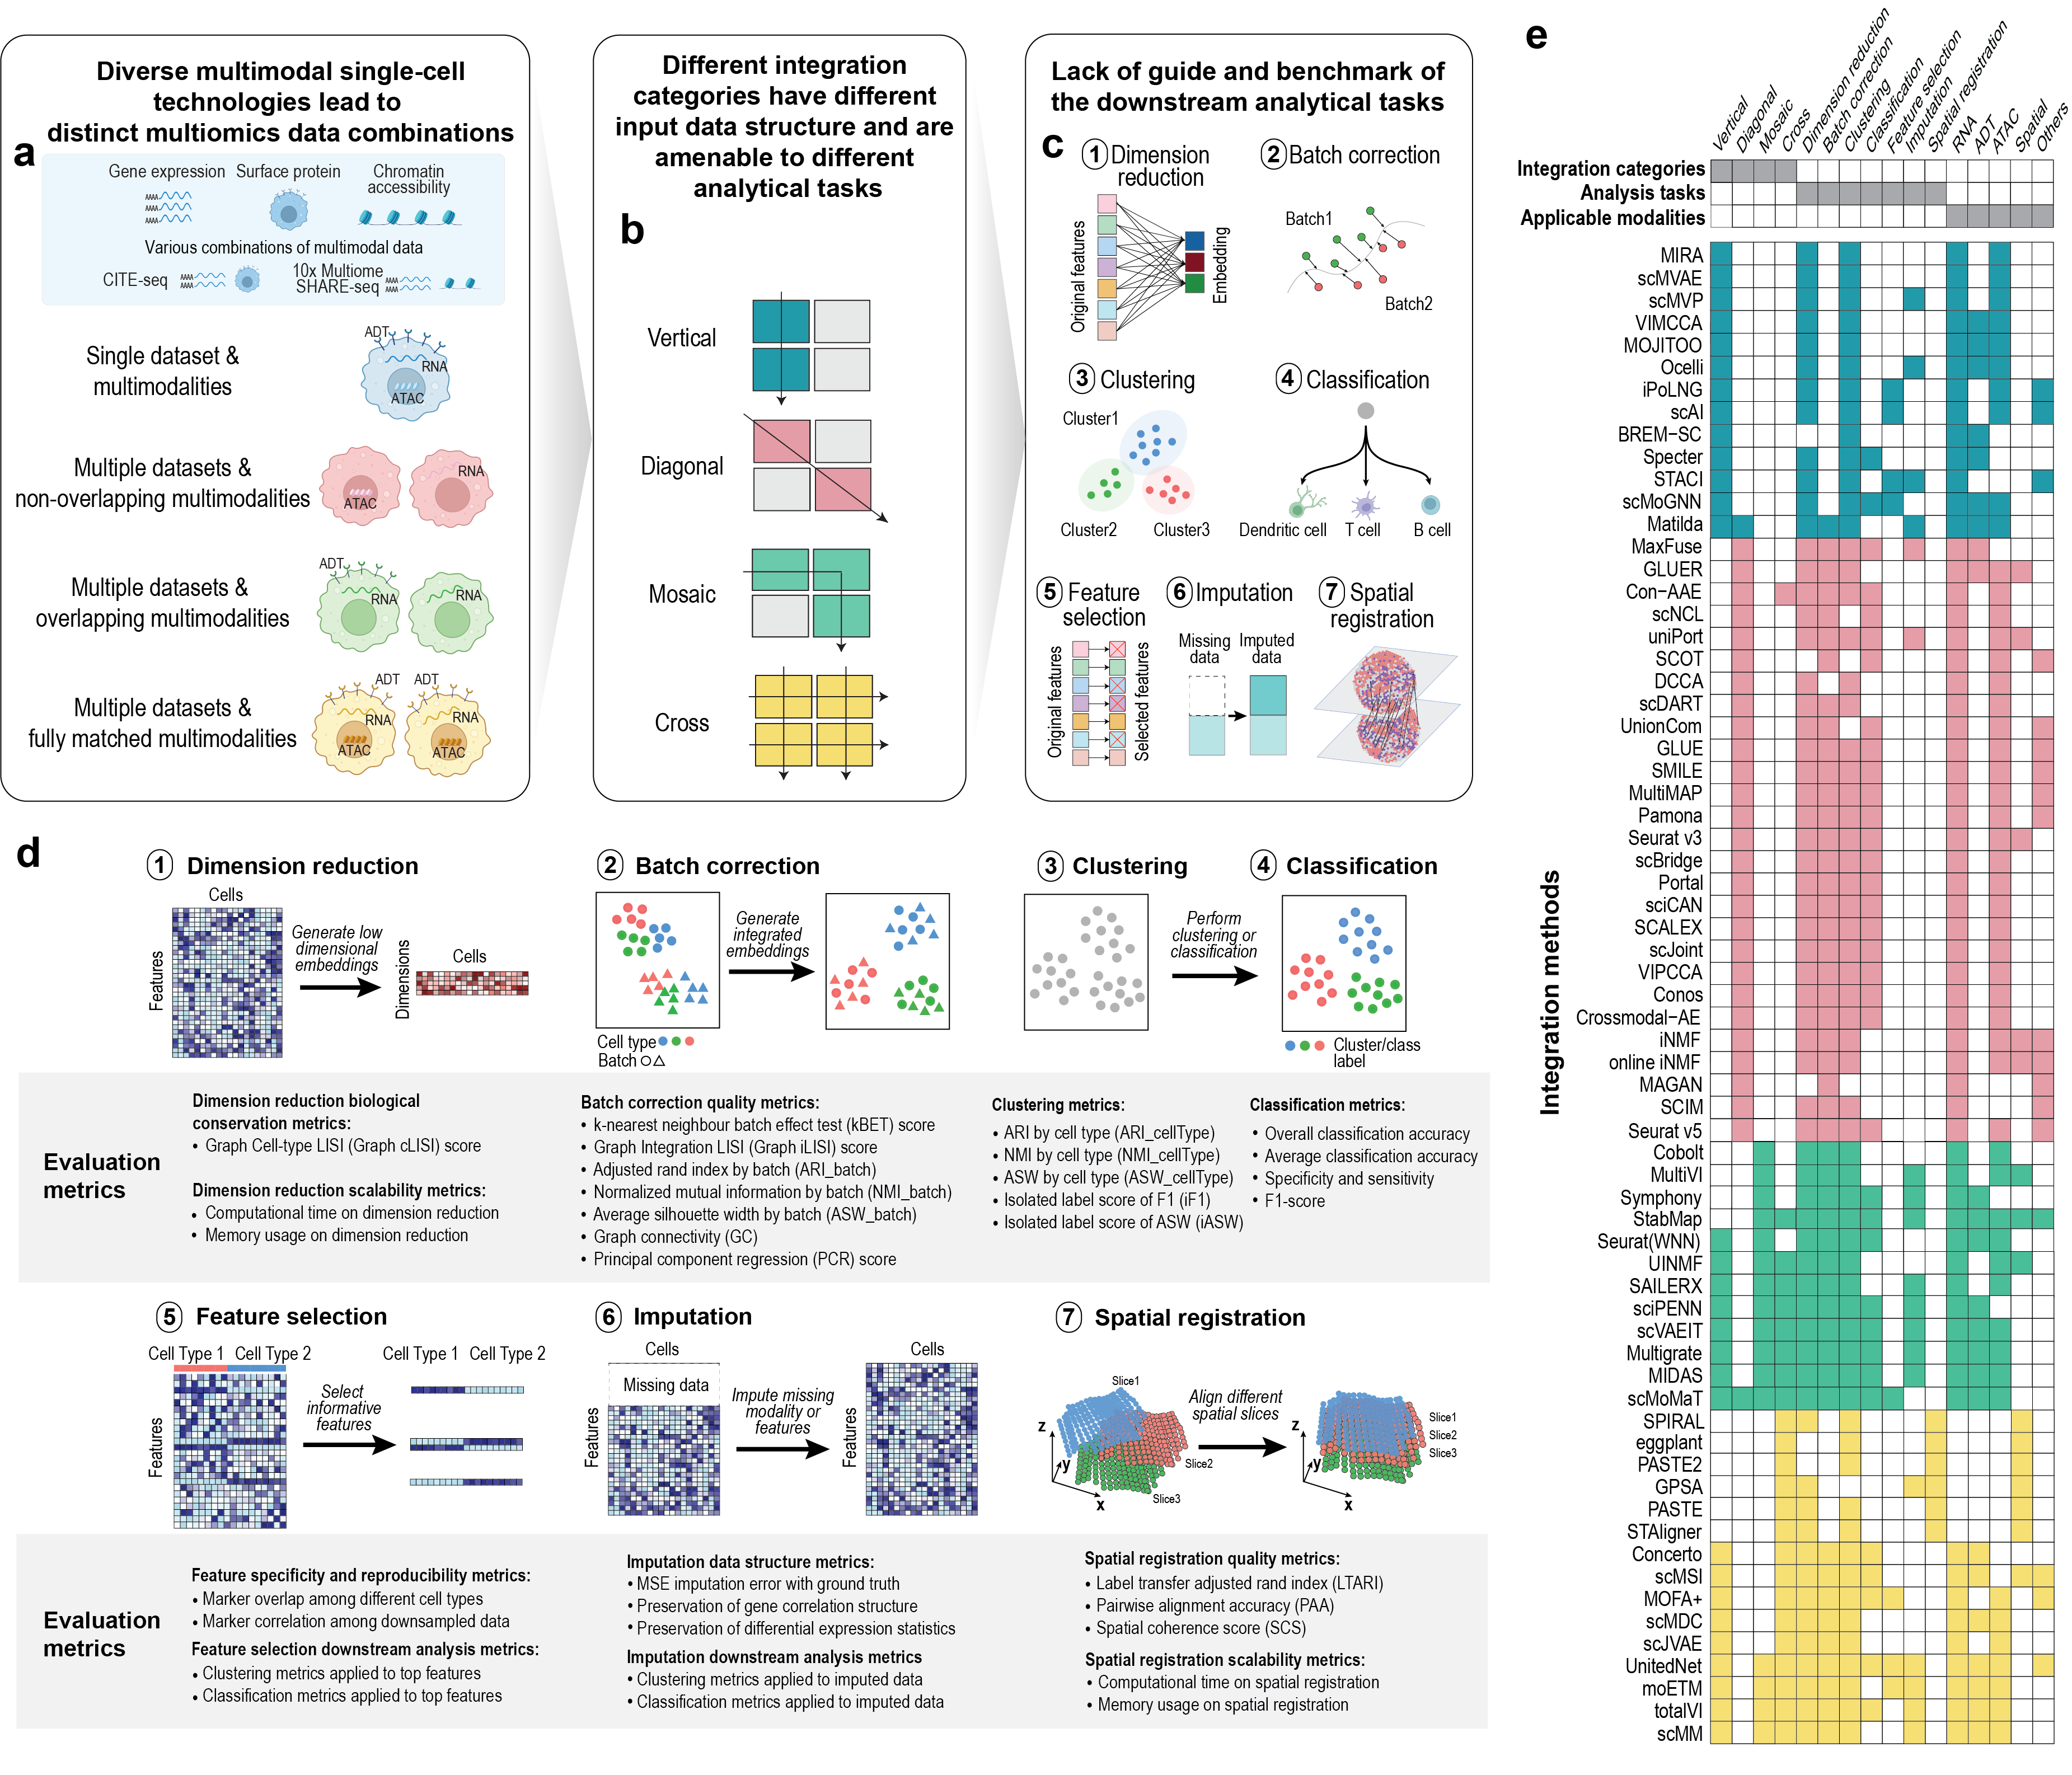 Diverse multimodal single-cell
technologies lead to
distinct multiomics data combinations
a
Gene expression
Surface protein
Chromatin
accessibility
AAAA
AAAA
AAAA
Various combinations of multimodal data
CITE-seq
AAAA
AAAA
10x Multiome
SHARE-seq
AAAA
AAAA
Single dataset &
multimodalities
ADT
RNA
ATAC
Multiple datasets &
non-overlapping multimodalities
ATAC
RNA
Multiple datasets &
overlapping multimodalities
ADT
RNA
RNA
Multiple datasets &
fully matched multimodalities
ADT
ADT
RNA
RNA
ATAC
ATAC
Different integration
categories have different
input data structure and are
amenable to different
analytical tasks
b
Vertical
Diagonal
Mosaic
Cross
Lack of guide and benchmark of
the downstream analytical tasks
c
1 Dimension
reduction
Original features
Embedding
2 Batch correction
Batch1
Batch2
3 Clustering
Cluster1
Cluster2
Cluster3
4 Classification
Dendritic cell
T cell
B cell
5 Feature
selection
Original features
Selected features
6 Imputation
Missing
data
Imputed
data
7 Spatial
registration
d
1 Dimension reduction
Cells
Features
Generate low
dimensional
embeddings
Cells
Dimensions
2 Batch correction
Generate
integrated
embeddings
Cell type
Batch
3 Clustering
Perform
clustering or
classification
4 Classification
Cluster/class
label
Evaluation
metrics
Dimension reduction biological
conservation metrics:
• Graph Cell-type LISI (Graph cLISI) score
Dimension reduction scalability metrics:
• Computational time on dimension reduction
• Memory usage on dimension reduction
Batch correction quality metrics:
• k-nearest neighbour batch effect test (kBET) score
• Graph Integration LISI (Graph iLISI) score
• Adjusted rand index by batch (ARI_batch)
• Normalized mutual information by batch (NMI_batch)
• Average silhouette width by batch (ASW_batch)
• Graph connectivity (GC)
• Principal component regression (PCR) score
Clustering metrics:
• ARI by cell type (ARI_cellType)
• NMI by cell type (NMI_cellType)
• ASW by cell type (ASW_cellType)
• Isolated label score of F1 (iF1)
• Isolated label score of ASW (iASW)
Classification metrics:
• Overall classification accuracy
• Average classification accuracy
• Specificity and sensitivity
• F1-score
5 Feature selection
Cell Type 1
Cell Type 2
Features
Select
informative
features
Cell Type 1
Cell Type 2
6 Imputation
Cells
Missing data
Features
Impute missing
modality or
features
Cells
Features
7 Spatial registration
Slice1
Slice2
Slice3
z
y
x
Align different
spatial slices
Slice1
Slice2
Slice3
z
y
x
Evaluation
metrics
Feature specificity and reproducibility metrics:
• Marker overlap among different cell types
• Marker correlation among downsampled data
Feature selection downstream analysis metrics:
• Clustering metrics applied to top features
• Classification metrics applied to top features
Imputation data structure metrics:
• MSE imputation error with ground truth
• Preservation of gene correlation structure
• Preservation of differential expression statistics
Imputation downstream analysis metrics
• Clustering metrics applied to imputed data
• Classification metrics applied to imputed data
Spatial registration quality metrics:
• Label transfer adjusted rand index (LTARI)
• Pairwise alignment accuracy (PAA)
• Spatial coherence score (SCS)
Spatial registration scalability metrics:
• Computational time on spatial registration
• Memory usage on spatial registration
e
Vertical
Diagonal
Mosaic
Cross
Dimension reduction
Batch correction
Clustering
Classification
Feature selection
Imputation
Spatial registration
RNA
ADT
ATAC
Spatial
Others
Integration categories
Analysis tasks
Applicable modalities
Integration methods
MIRA
scMVAE
scMVP
VIMCCA
MOJITOO
Ocelli
iPoLNG
scAI
BREM−SC
Specter
STACI
scMoGNN
Matilda
MaxFuse
GLUER
Con−AAE
scNCL
uniPort
SCOT
DCCA
scDART
UnionCom
GLUE
SMILE
MultiMAP
Pamona
Seurat v3
scBridge
Portal
sciCAN
SCALEX
scJoint
VIPCCA
Conos
Crossmodal−AE
iNMF
online iNMF
MAGAN
SCIM
Seurat v5
Cobolt
MultiVI
Symphony
StabMap
Seurat(WNN)
UINMF
SAILERX
sciPENN
scVAEIT
Multigrate
MIDAS
scMoMaT
SPIRAL
eggplant
PASTE2
GPSA
PASTE
STAligner
Concerto
scMSI
MOFA+
scMDC
scJVAE
UnitedNet
moETM
totalVI
scMM